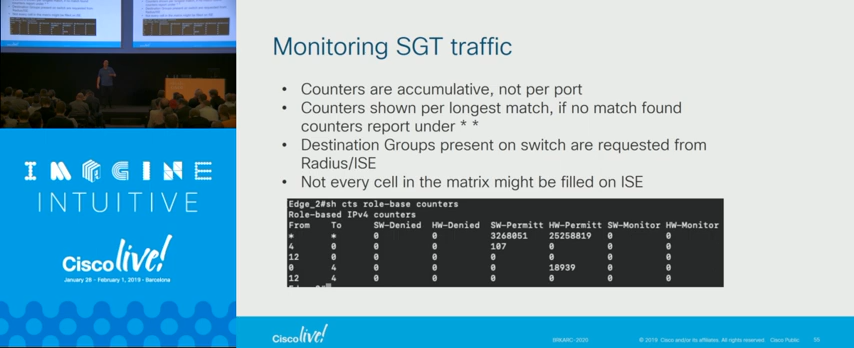 IMAGINE
INTUITIVE
Cisco live!
January 28 - February 1, 2019 · Barcelona
Monitoring SGT traffic
• Counters are accumulative, not per port
• Counters shown per longest match, if no match found
counters report under * *
• Destination Groups present on switch are requested from
Radius/ISE
• Not every cell in the matrix might be filled on ISE
Edge_2#sh cts role-base counters
Role-based IPv4 counters
From To SW-Denied HW-Denied SW-Permitt HW-Permitt SW-Monitor HW-Monitor
* * 0 0 3268051 25258819 0 0
4 0 0 0 107 0 0 0
12 0 0 0 0 0 0 0
0 4 0 0 0 18939 0 0
12 4 0 0 0 0 0 0
Cisco live!
BRKARC-2020
© 2019 Cisco and/or its affiliates. All rights reserved. Cisco Public